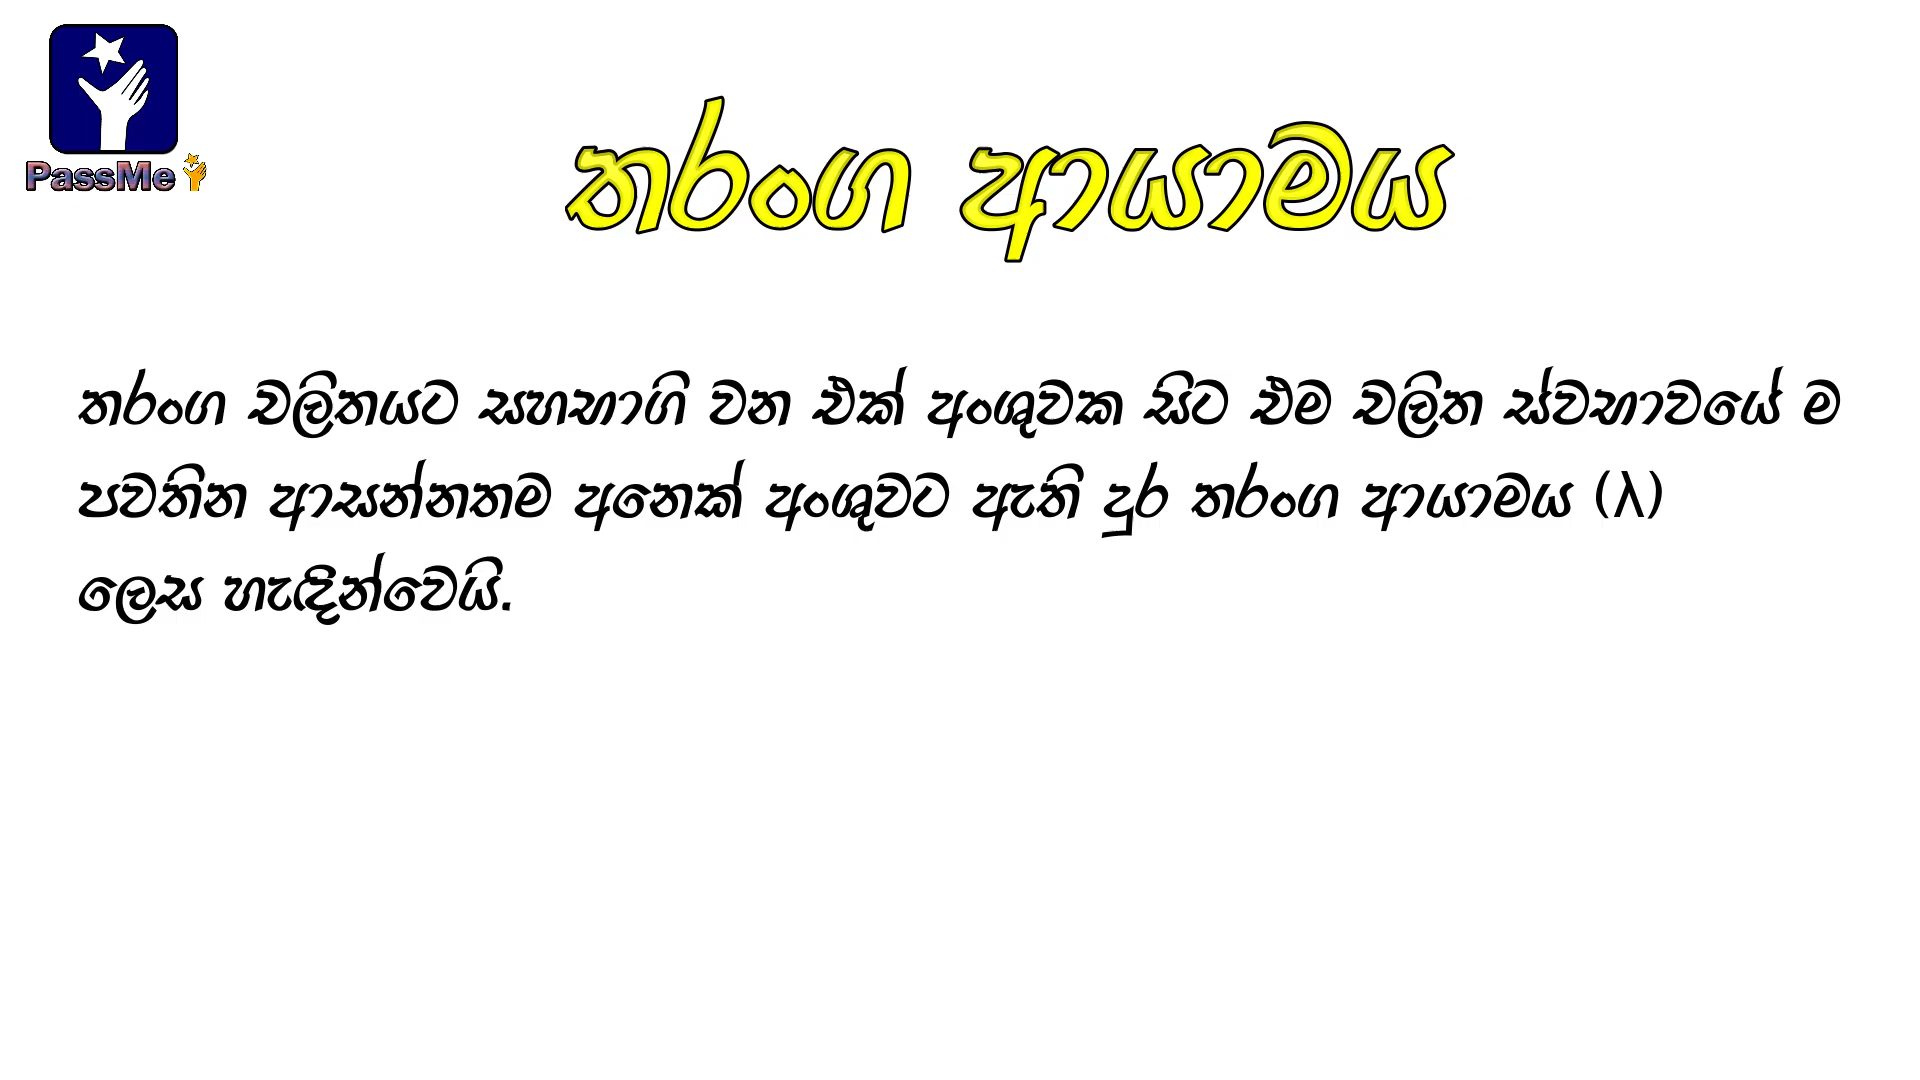 PassMe
තරංග ආයාමය
තරංග චලිතයට සහභාගි වන එක් අංශුවක සිට එම චලිත ස්වභාවයේ ම
පවතින ආසන්නතම අනෙක් අංශුවට ඇති දුර තරංග ආයාමය (λ)
ලෙස හැඳින්වෙයි.